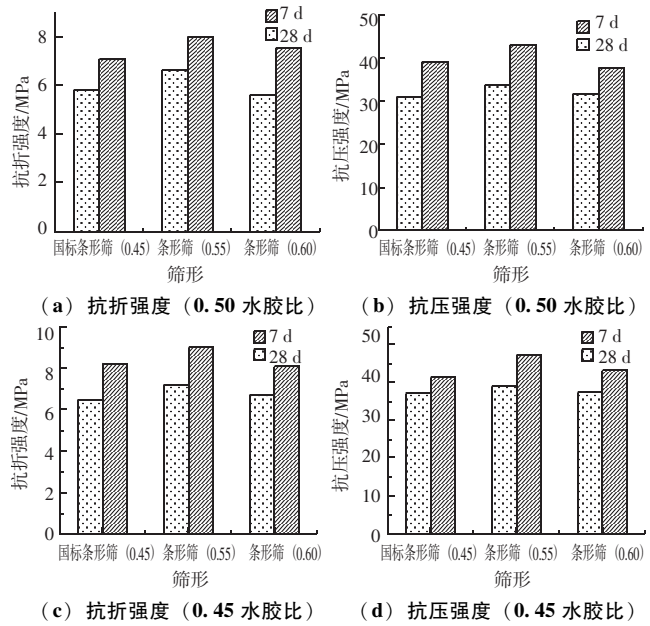 8
6
4
2
0
抗折强度/MPa
7 d
28 d
国标条形筛 (0.45) 条形筛 (0.55) 条形筛 (0.60)
筛形
(a) 抗折强度 (0.50 水胶比)
50
40
30
20
10
0
抗压强度/MPa
7 d
28 d
国标条形筛 (0.45) 条形筛 (0.55) 条形筛 (0.60)
筛形
(b) 抗压强度 (0.50 水胶比)
10
8
6
4
2
0
抗折强度/MPa
7 d
28 d
国标条形筛 (0.45) 条形筛 (0.55) 条形筛 (0.60)
筛形
(c) 抗折强度 (0.45 水胶比)
50
40
30
20
10
0
抗压强度/MPa
7 d
28 d
国标条形筛 (0.45) 条形筛 (0.55) 条形筛 (0.60)
筛形
(d) 抗压强度 (0.45 水胶比)